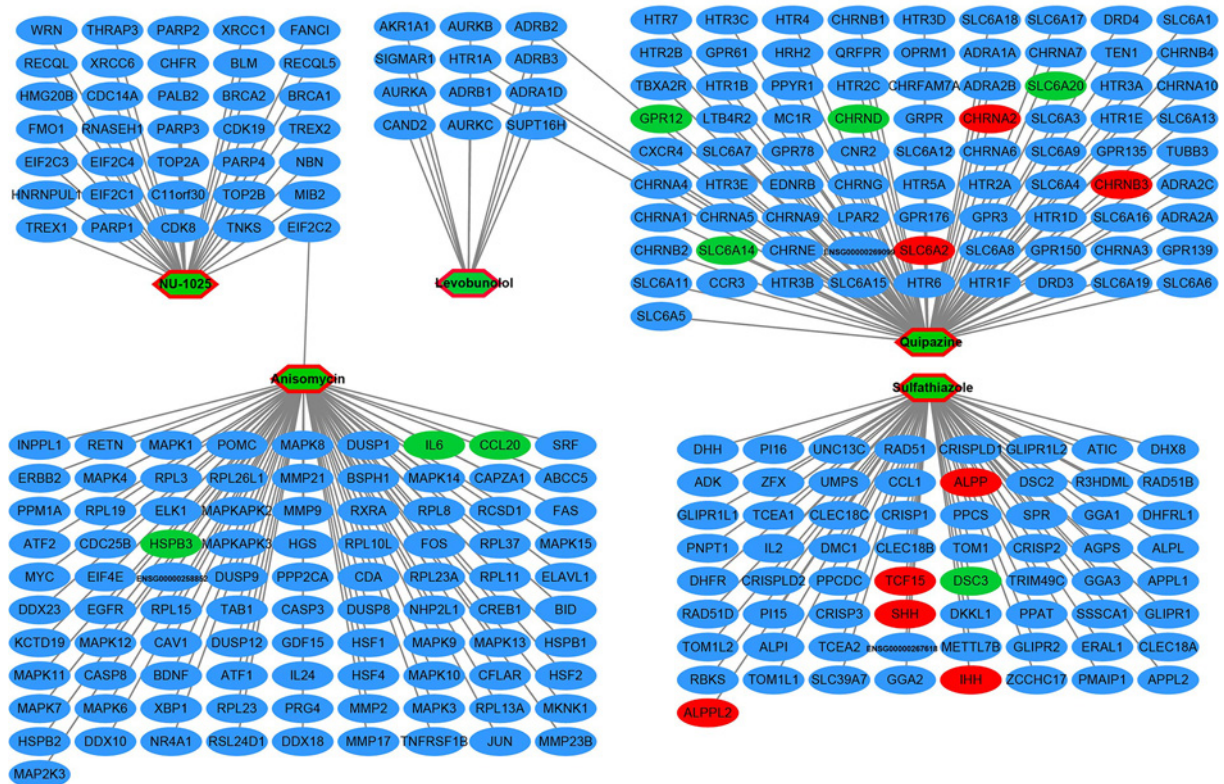 WRN THRAP3 PARP2 XRCC1 FANCI
RECQL XRCC6 CHFR BLM RECQL5
HMG20B CDC14A PALB2 BRCA2 BRCA1
FMO1 RNASEH1 PARP3 CDK19 TREX2
EIF2C3 EIF2C4 TOP2A PARP4 NBN
HNRNPUL1 EIF2C1 C11orf30 TOP2B MIB2
TREX1 PARP1 CDK8 TNKS EIF2C2
NU-1025
AKR1A1 AURKB ADRB2
SIGMAR1 HTR1A ADRB3
AURKA ADRB1 ADRA1D
CAND2 AURKC SUPT16H
Levobunolol
HTR7 HTR3C HTR4 CHRNB1 HTR3D SLC6A18 SLC6A17 DRD4 SLC6A1
HTR2B GPR61 HRH2 QRFPR OPRM1 ADRA1A CHRNA7 TEN1 CHRNB4
TBXA2R HTR1B PPYR1 HTR2C CHRFAM7A ADRA2B SLC6A20 HTR3A CHRNA10
GPR12 LTB4R2 MC1R CHRND GRPR CHRNA2 SLC6A3 HTR1E SLC6A13
CXCR4 SLC6A7 GPR78 CNR2 SLC6A12 CHRNA6 SLC6A9 GPR135 TUBB3
CHRNA4 HTR3E EDNRB CHRNG HTR5A HTR2A SLC6A4 CHRNB3 ADRA2C
CHRNA1 CHRNA5 CHRNA9 LPAR2 GPR176 GPR3 HTR1D SLC6A16 ADRA2A
CHRNB2 SLC6A14 CHRNE ENSG00000269099 SLC6A2 SLC6A8 GPR150 CHRNA3 GPR139
SLC6A11 CCR3 HTR3B SLC6A15 HTR6 HTR1F DRD3 SLC6A19 SLC6A6
SLC6A5
Quipazine
Anisomycin
INPPL1 RETN MAPK1 POMC MAPK8 DUSP1 IL6 CCL20 SRF
ERBB2 MAPK4 RPL3 RPL26L1 MMP21 BSPH1 MAPK14 CAPZA1 ABCC5
PPM1A RPL19 ELK1 MAPKAPK2 MMP9 RXRA RPL8 RCSD1 FAS
ATF2 CDC25B HSPB3 MAPKAPK3 HGS RPL10L FOS RPL37 MAPK15
MYC EIF4E ENSG00000258852 DUSP9 PPP2CA CDA RPL23A RPL11 ELAVL1
DDX23 EGFR RPL15 TAB1 CASP3 DUSP8 NHP2L1 CREB1 BID
KCTD19 MAPK12 CAV1 DUSP12 GDF15 HSF1 MAPK9 MAPK13 HSPB1
MAPK11 CASP8 BDNF ATF1 IL24 HSF4 MAPK10 CFLAR HSF2
MAPK7 MAPK6 XBP1 RPL23 PRG4 MMP2 MAPK3 RPL13A MKNK1
HSPB2 DDX10 NR4A1 RSL24D1 DDX18 MMP17 TNFRSF1B JUN MMP23B
MAP2K3
Sulfathiazole
DHH PI16 UNC13C RAD51 CRISPLD1 GLIPR1L2 ATIC DHX8
ADK ZFX UMPS CCL1 ALPP DSC2 R3HDML RAD51B
GLIPR1L1 TCEA1 CLEC18C CRISP1 PPCS SPR GGA1 DHFRL1
PNPT1 IL2 DMC1 CLEC18B TOM1 CRISP2 AGPS ALPL
DHFR CRISPLD2 PPCDC TCF15 DSC3 TRIM49C GGA3 APPL1
RAD51D PI15 CRISP3 SHH DKKL1 PPAT SSSCA1 GLIPR1
TOM1L2 ALPI TCEA2 ENSG00000267618 METTL7B GLIPR2 ERAL1 CLEC18A
RBKS TOM1L1 SLC39A7 GGA2 IHH ZCCHC17 PMAIP1 APPL2
ALPPL2